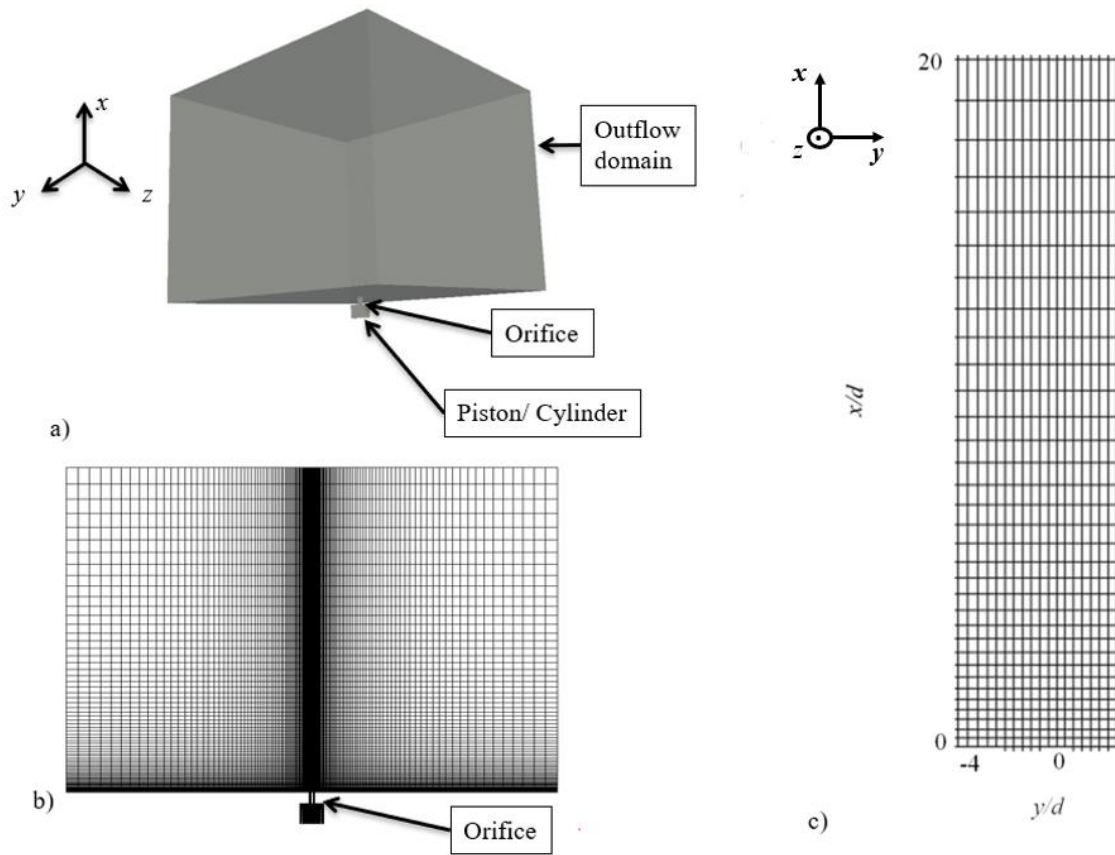 x
y
z
Outflow
domain
Orifice
Piston/ Cylinder
a)
b)
Orifice
x
z
y
20
x/d
0
-4
0
y/d
c)